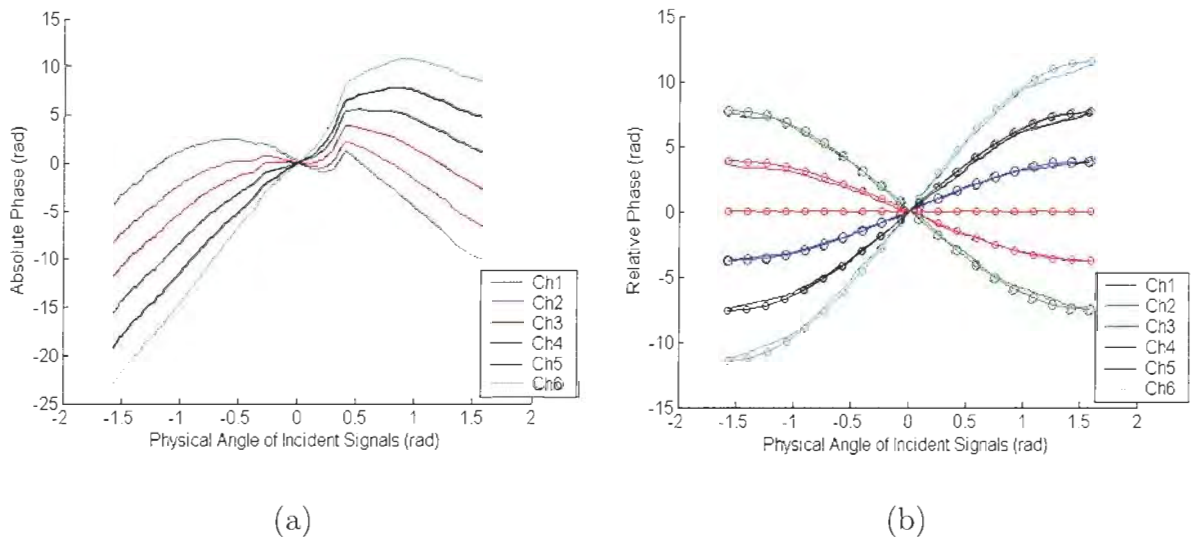 15
10
5
0
-5
-10
-15
-20
-25
Absolute Phase (rad)
-2 -1.5 -1 -0.5 0 0.5 1 1.5 2
Physical Angle of Incident Signals (rad)
Ch1
Ch2
Ch3
Ch4
Ch5
Ch6
(a)
15
10
5
0
-5
-10
-15
Relative Phase (rad)
-2 -1.5 -1 -0.5 0 0.5 1 1.5 2
Physical Angle of Incident Signals (rad)
Ch1
Ch2
Ch3
Ch4
Ch5
Ch6
(b)